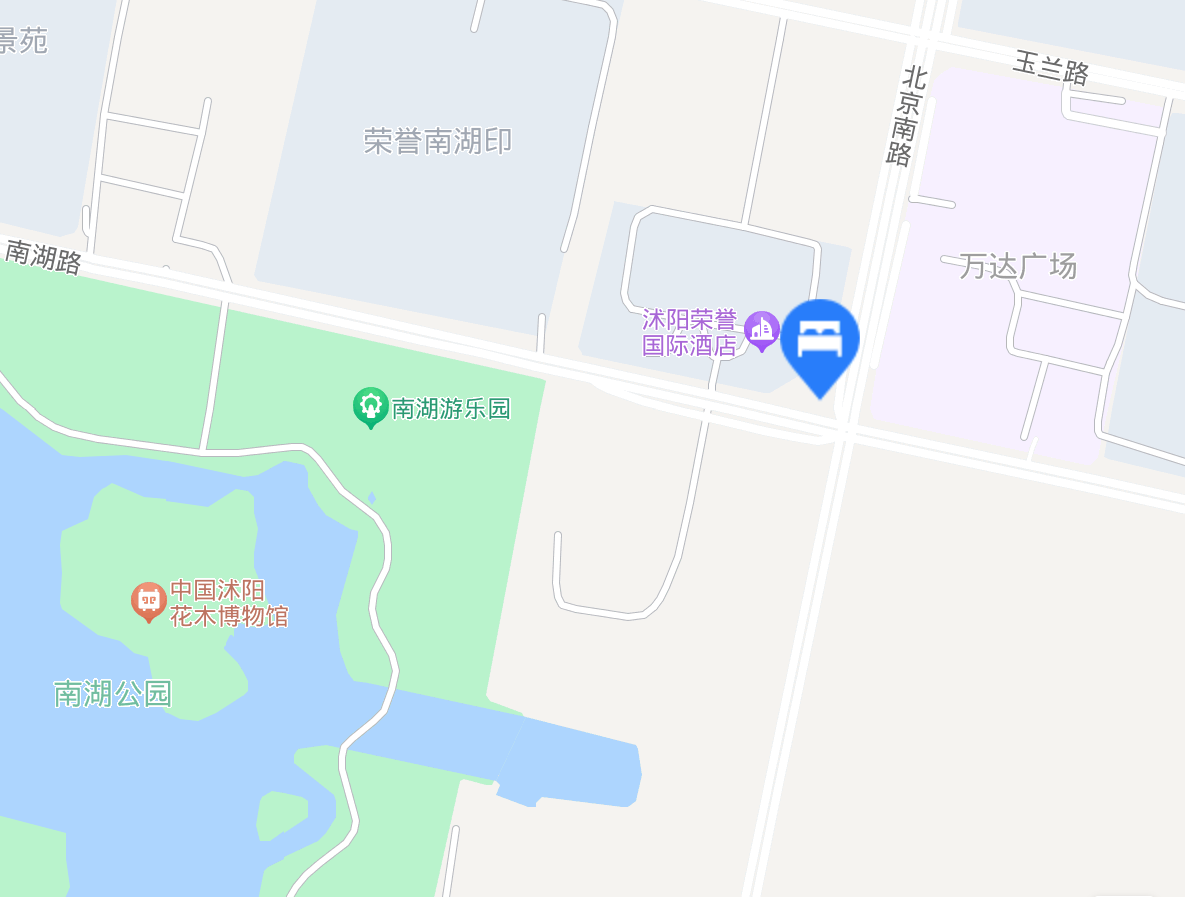 景苑
玉兰路
北京南路
荣誉南湖印
南湖路
万达广场
沭阳荣誉
国际酒店
南湖游乐园
中国沭阳
花木博物馆
南湖公园